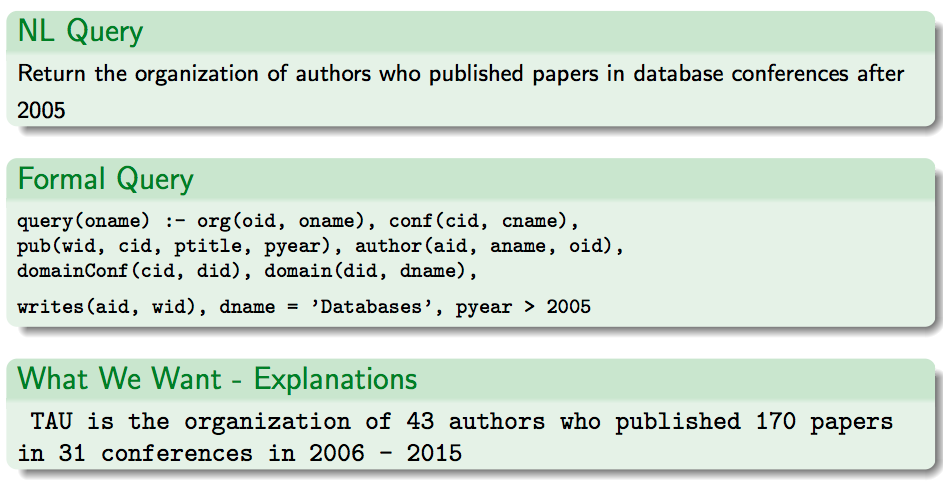 NL Query
Return the organization of authors who published papers in database conferences after
2005
Formal Query
query(oname) :- org(oid, oname), conf(cid, cname),
pub(wid, cid, ptitle, pyear), author(aid, aname, oid),
domainConf(cid, did), domain(did, dname),
writes(aid, wid), dname = ’Databases’, pyear > 2005
What We Want - Explanations
TAU is the organization of 43 authors who published 170 papers
in 31 conferences in 2006 - 2015